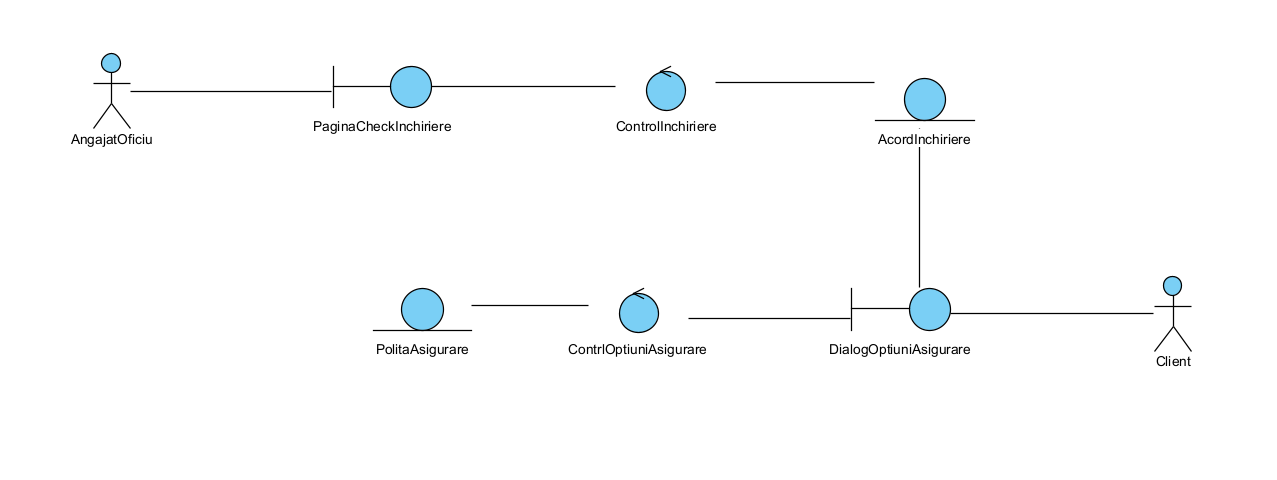 AngajatOficiu
PaginaCheckInchiriere
ControlInchiriere
AcordInchiriere
PolitaAsigurare
ContrlOptiuniAsigurare
DialogOptiuniAsigurare
Client